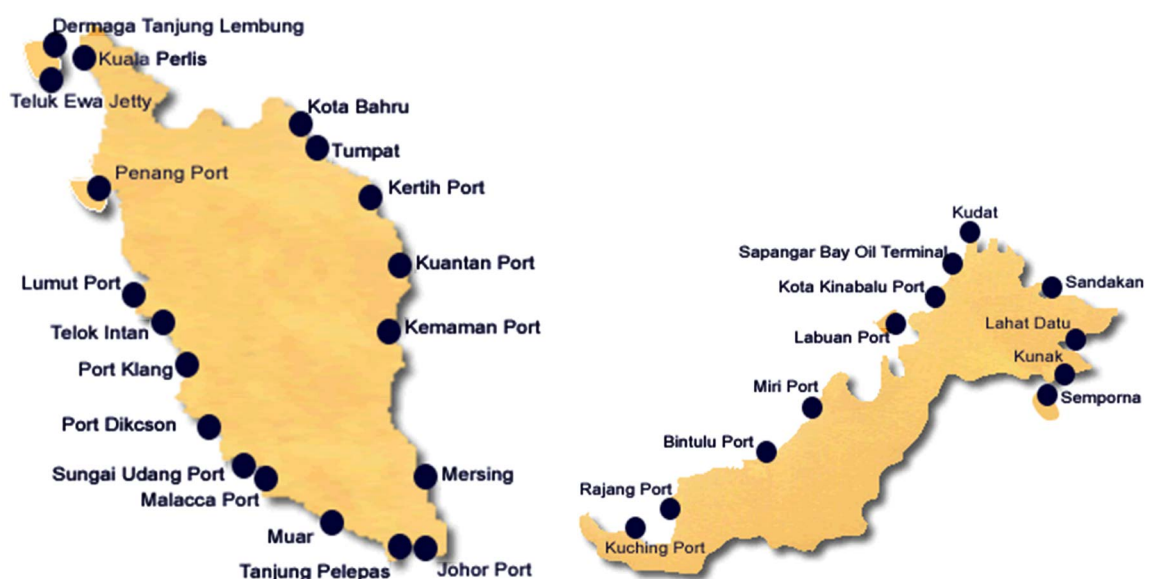 Dermaga Tanjung Lembung
Kuala Perlis
Teluk Ewa Jetty
Kota Bahru
Tumpat
Penang Port
Kertih Port
Kuantan Port
Lumut Port
Telok Intan
Kemaman Port
Port Klang
Port Dikcson
Sungai Udang Port
Malacca Port
Mersing
Muar
Tanjung Pelepas
Johor Port
Kudat
Sapangar Bay Oil Terminal
Kota Kinabalu Port
Sandakan
Labuan Port
Lahat Datu
Kunak
Semporna
Miri Port
Bintulu Port
Rajang Port
Kuching Port